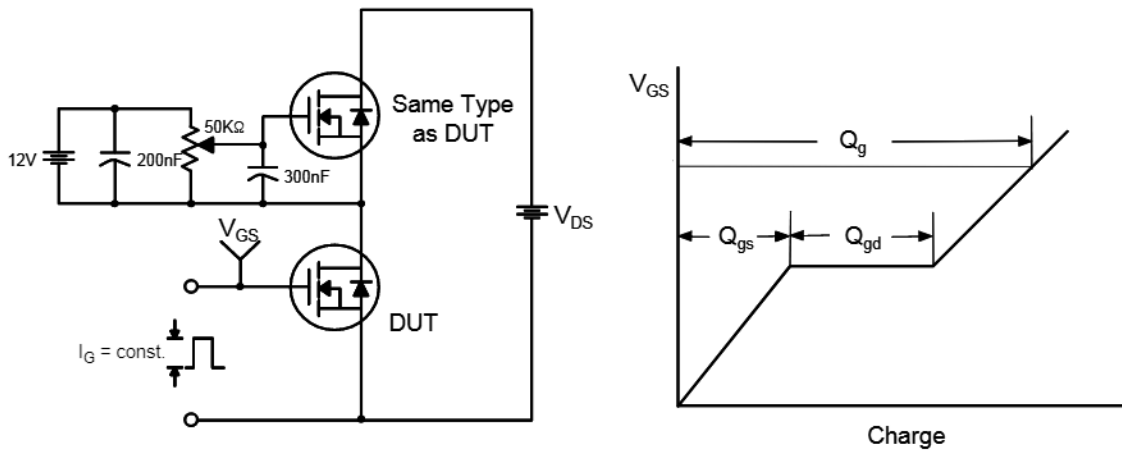 12V
200nF
50KΩ
300nF
Same Type
as DUT
V_DS
V_GS
DUT
I_G = const.
V_GS
Q_g
Q_gs
Q_gd
Charge